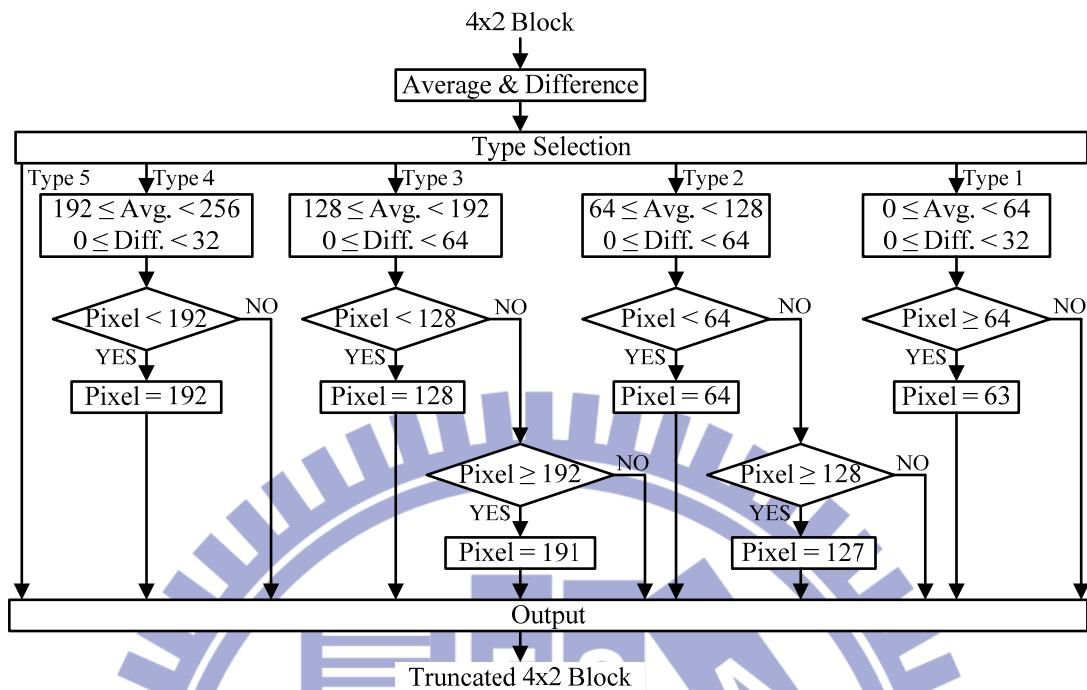 4x2 Block
Average & Difference
Type Selection
Type 5
Type 4
Type 3
Type 2
Type 1
192 ≤ Avg. < 256
0 ≤ Diff. < 32
128 ≤ Avg. < 192
0 ≤ Diff. < 64
64 ≤ Avg. < 128
0 ≤ Diff. < 64
0 ≤ Avg. < 64
0 ≤ Diff. < 32
Pixel < 192
NO
Pixel < 128
NO
Pixel < 64
NO
Pixel ≥ 64
NO
YES
YES
YES
YES
Pixel = 192
Pixel = 128
Pixel = 64
Pixel = 63
Pixel ≥ 192
NO
Pixel ≥ 128
NO
YES
YES
Pixel = 191
Pixel = 127
Output
Truncated 4x2 Block